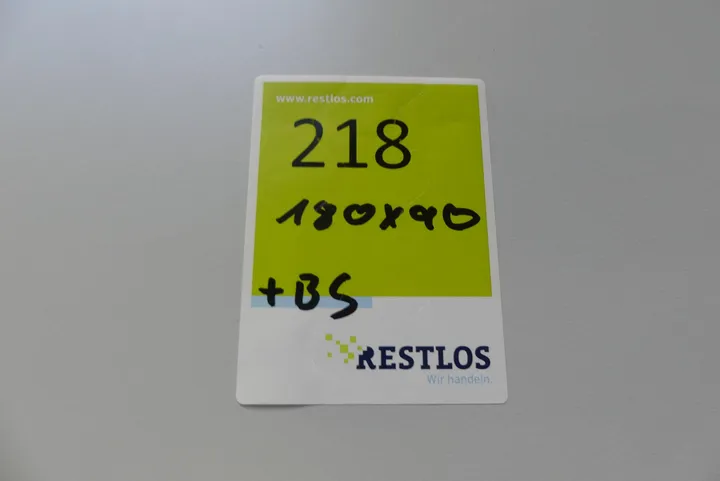 www.restlos.com
218
180x90
+BS
RESTLOS
Wir handeln.